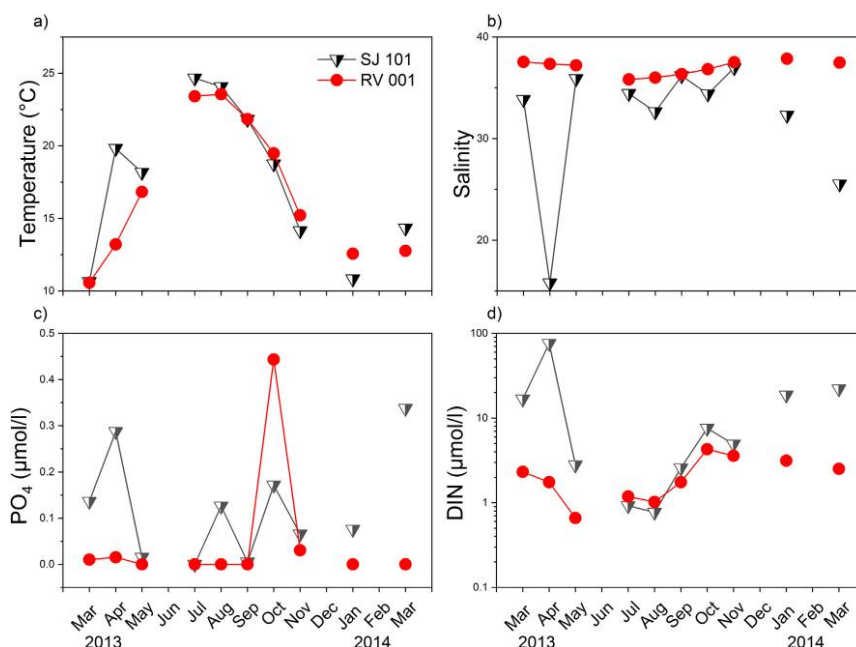 a)
Temperature (°C)
25
20
15
10
SJ 101
RV 001
b)
Salinity
40
30
20
c)
PO4 (µmol/l)
0.5
0.4
0.3
0.2
0.1
0.0
Mar Apr May Jun Jul Aug Sep Oct Nov Dec Jan Feb Mar
2013 2014
d)
DIN (µmol/l)
100
10
1
0.1
Mar Apr May Jun Jul Aug Sep Oct Nov Dec Jan Feb Mar
2013 2014